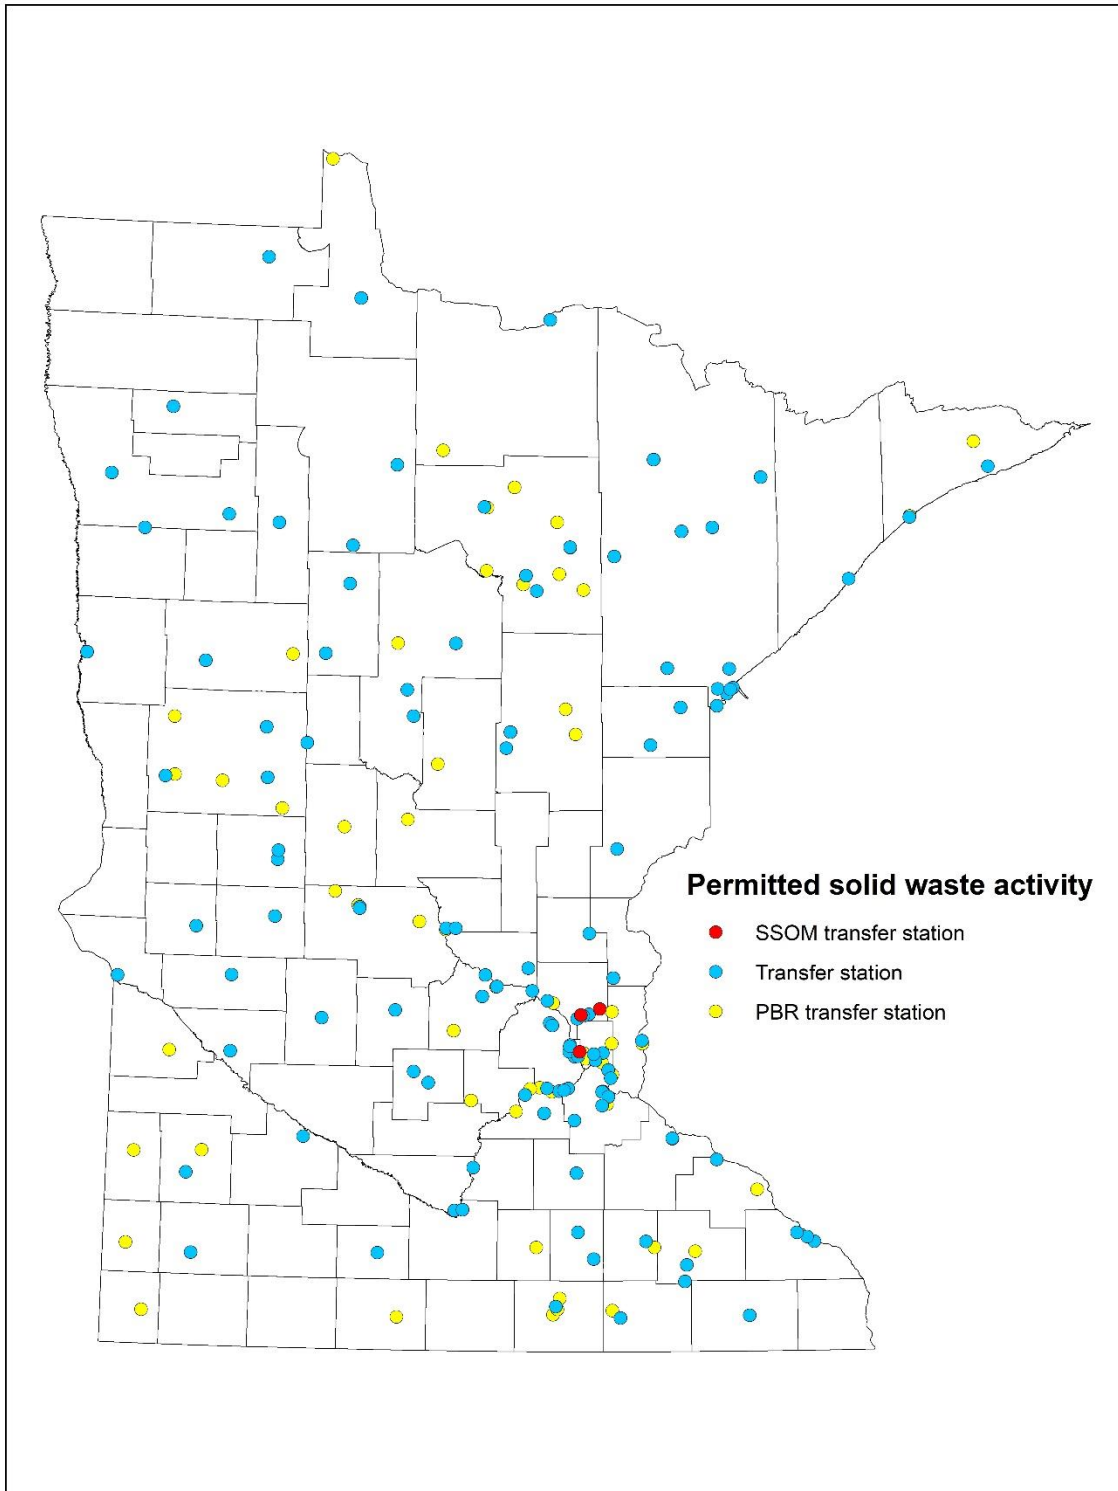 Permitted solid waste activity
SSOM transfer station
Transfer station
PBR transfer station